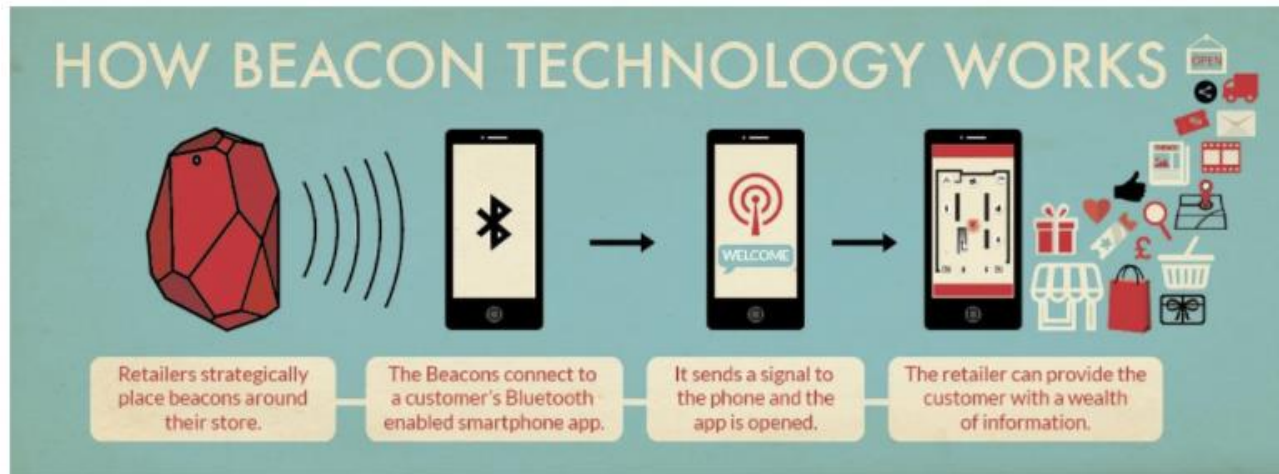 HOW BEACON TECHNOLOGY WORKS
OPEN
WELCOME
£
Retailers strategically
place beacons around
their store.
The Beacons connect to
a customer's Bluetooth
enabled smartphone app.
It sends a signal to
the phone and the
app is opened.
The retailer can provide the
customer with a wealth
of information.